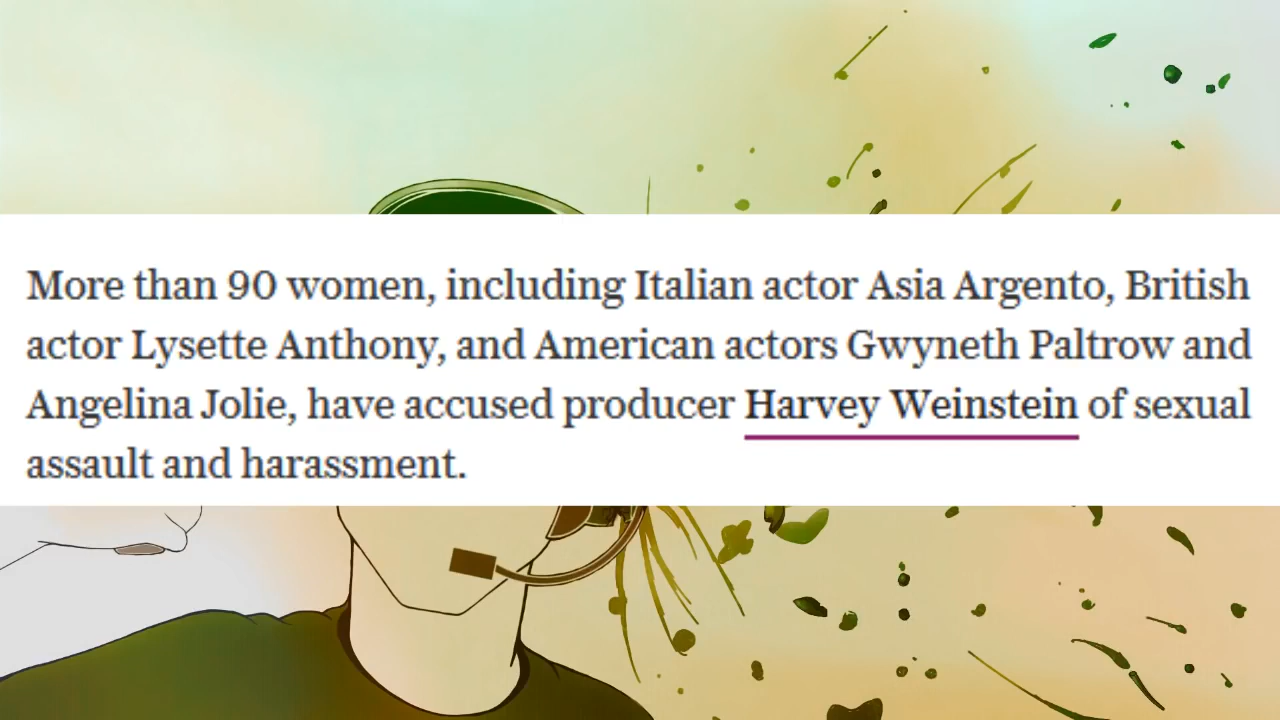 More than 90 women, including Italian actor Asia Argento, British
actor Lysette Anthony, and American actors Gwyneth Paltrow and
Angelina Jolie, have accused producer Harvey Weinstein of sexual
assault and harassment.